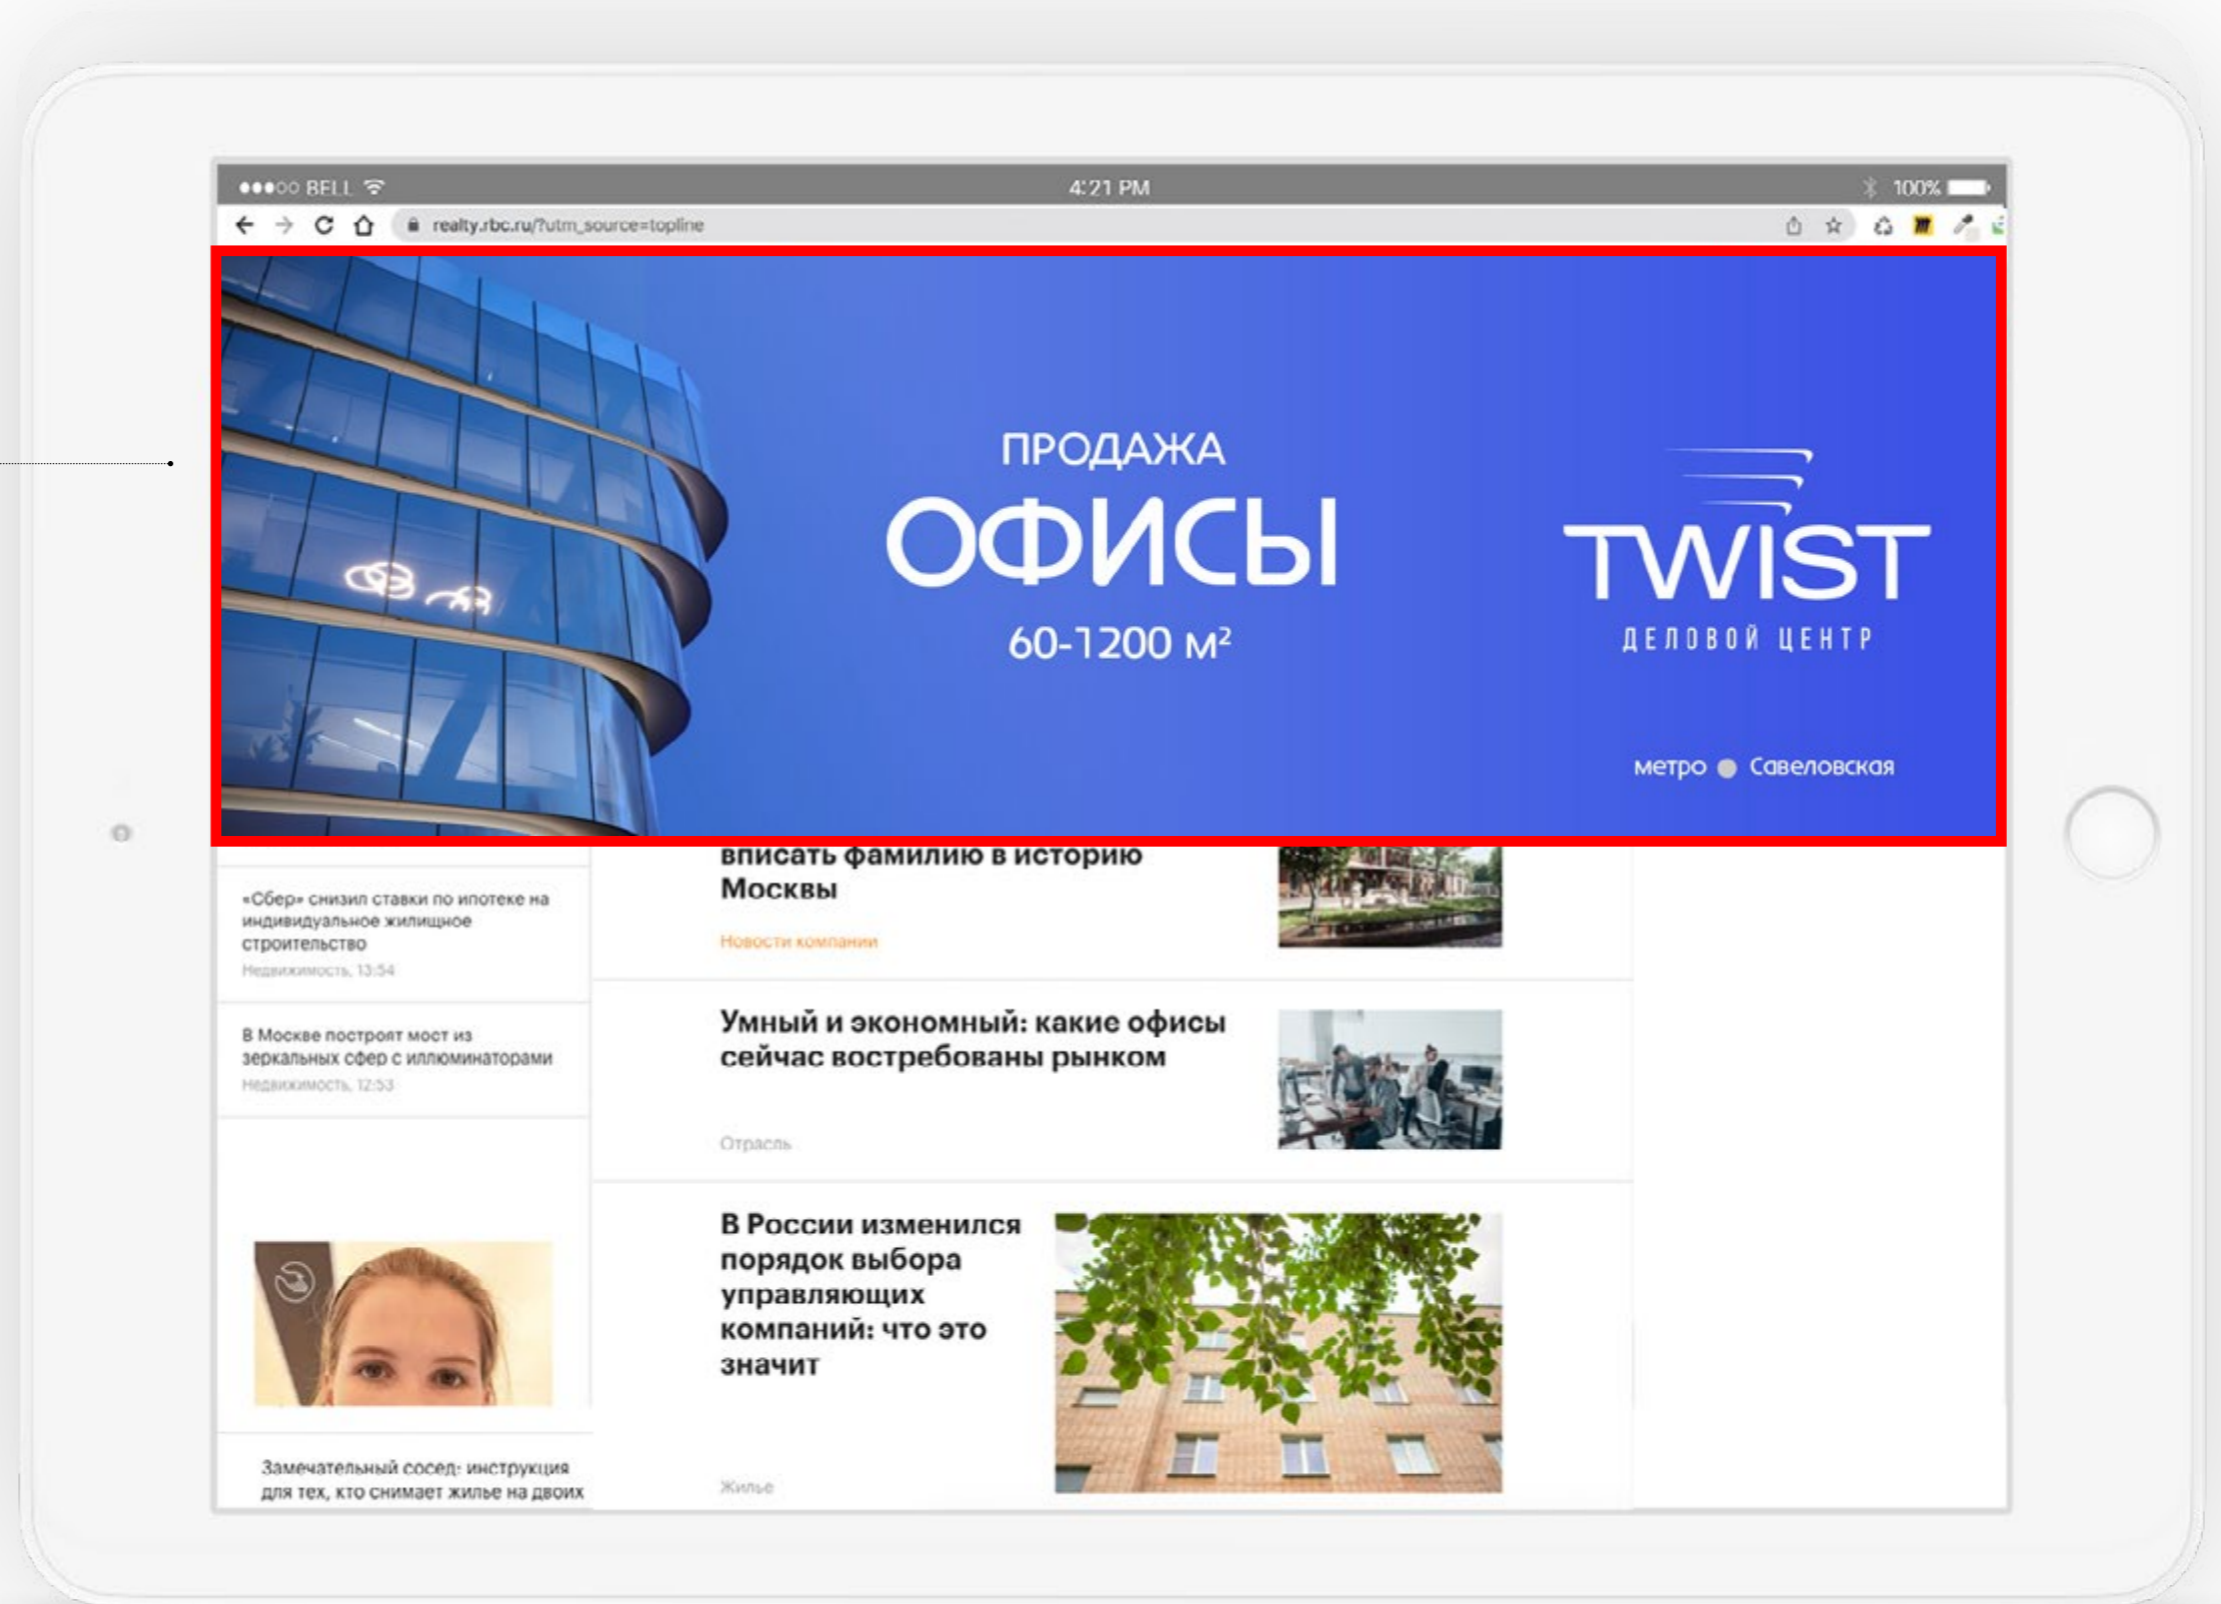 BELL
4:21 PM
100%
realty.rbc.ru/?utm_source=topline
ПРОДАЖА
ОФИСЫ
60-1200 м²
TWIST
ДЕЛОВОЙ ЦЕНТР
метро Савеловская
«Сбер» снизил ставки по ипотеке на
индивидуальное жилищное
строительство
Недвижимость, 13:54
В Москве построят мост из
зеркальных сфер с иллюминаторами
Недвижимость, 12:53
Замечательный сосед: инструкция
для тех, кто снимает жилье на двоих
вписать фамилию в историю
Москвы
Новости компании
Умный и экономный: какие офисы
сейчас востребованы рынком
Отрасль
В России изменился
порядок выбора
управляющих
компаний: что это
значит
Жилье